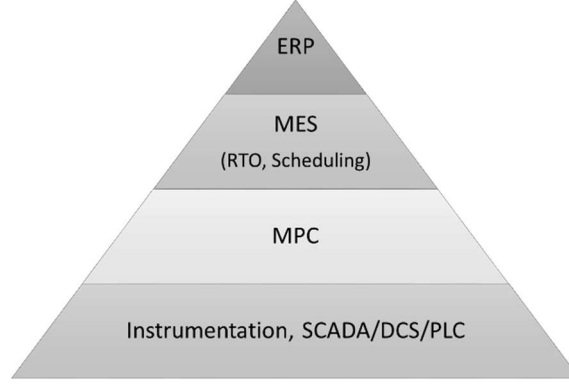 ERP
MES
(RTO, Scheduling)
MPC
Instrumentation, SCADA/DCS/PLC